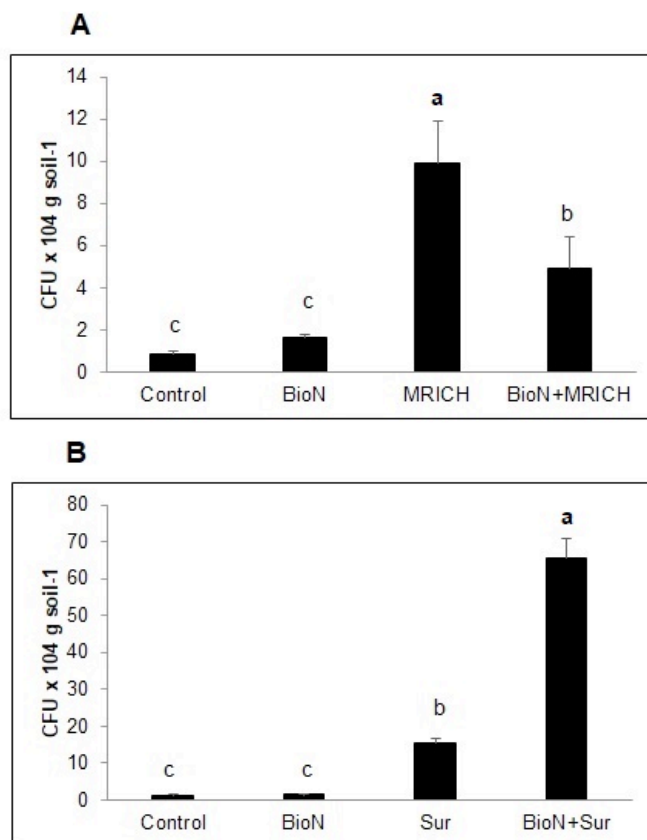 A
14
12
10
8
6
4
2
0
CFU x 104 g soil-1
c
c
a
b
Control BioN MRICH BioN+MRICH
B
80
70
60
50
40
30
20
10
0
CFU x 104 g soil-1
c
c
b
a
Control BioN Sur BioN+Sur